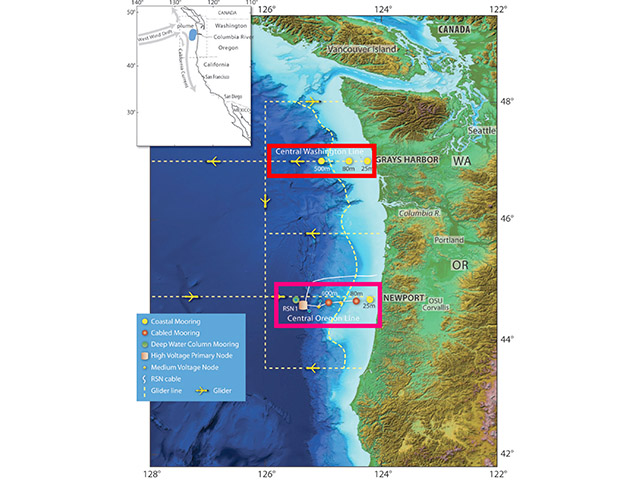 140° 130° 120° 110°
CANADA
plume
Washington
Columbia River
Oregon
West Wind Drift
California Current
California
San Francisco
San Diego
MEXICO
50°
40°
30°
126° 124° 122°
CANADA
Vancouver Island
48°
Seattle
Central Washington Line
GRAYS HARBOR
WA
500m 80m 25m
Columbia R.
46°
Portland
OR
800m 80m
NEWPORT
OSU
Corvallis
RSN1
25m
Central Oregon Line
44°
Coastal Mooring
Cabled Mooring
Deep Water Column Mooring
High Voltage Primary Node
Medium Voltage Node
RSN cable
Glider line
Glider
42°
128° 126° 124° 122°